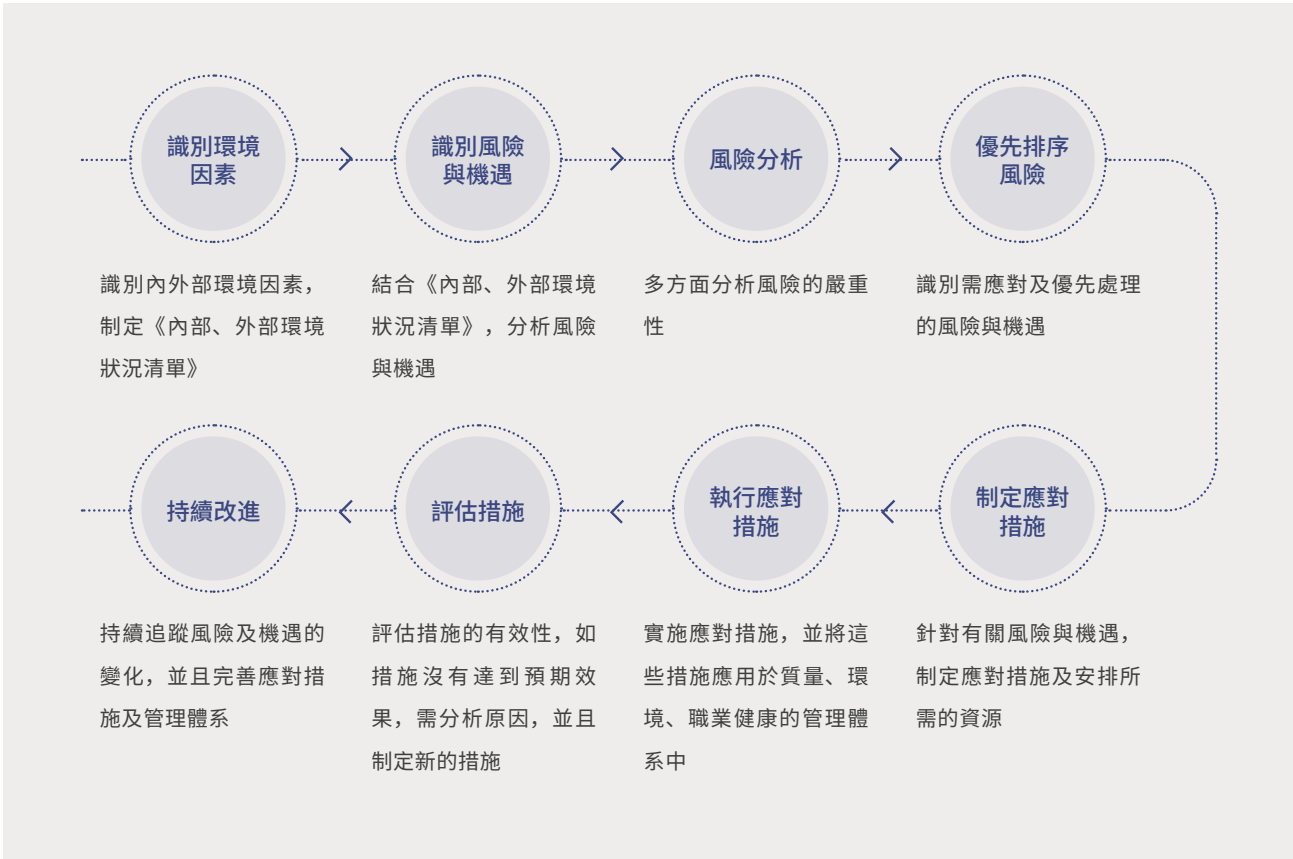 識別環境
因素
識別風險
與機遇
風險分析
優先排序
風險
識別內外部環境因素，
制定《內部、外部環境
狀況清單》
結合《內部、外部環境
狀況清單》，分析風險
與機遇
多方面分析風險的嚴重
性
識別需應對及優先處理
的風險與機遇
制定應對
措施
執行應對
措施
評估措施
持續改進
針對有關風險與機遇，
制定應對措施及安排所
需的資源
實施應對措施，並將這
些措施應用於質量、環
境、職業健康的管理體
系中
評估措施的有效性，如
措施沒有達到預期效
果，需分析原因，並且
制定新的措施
持續追蹤風險及機遇的
變化，並且完善應對措
施及管理體系